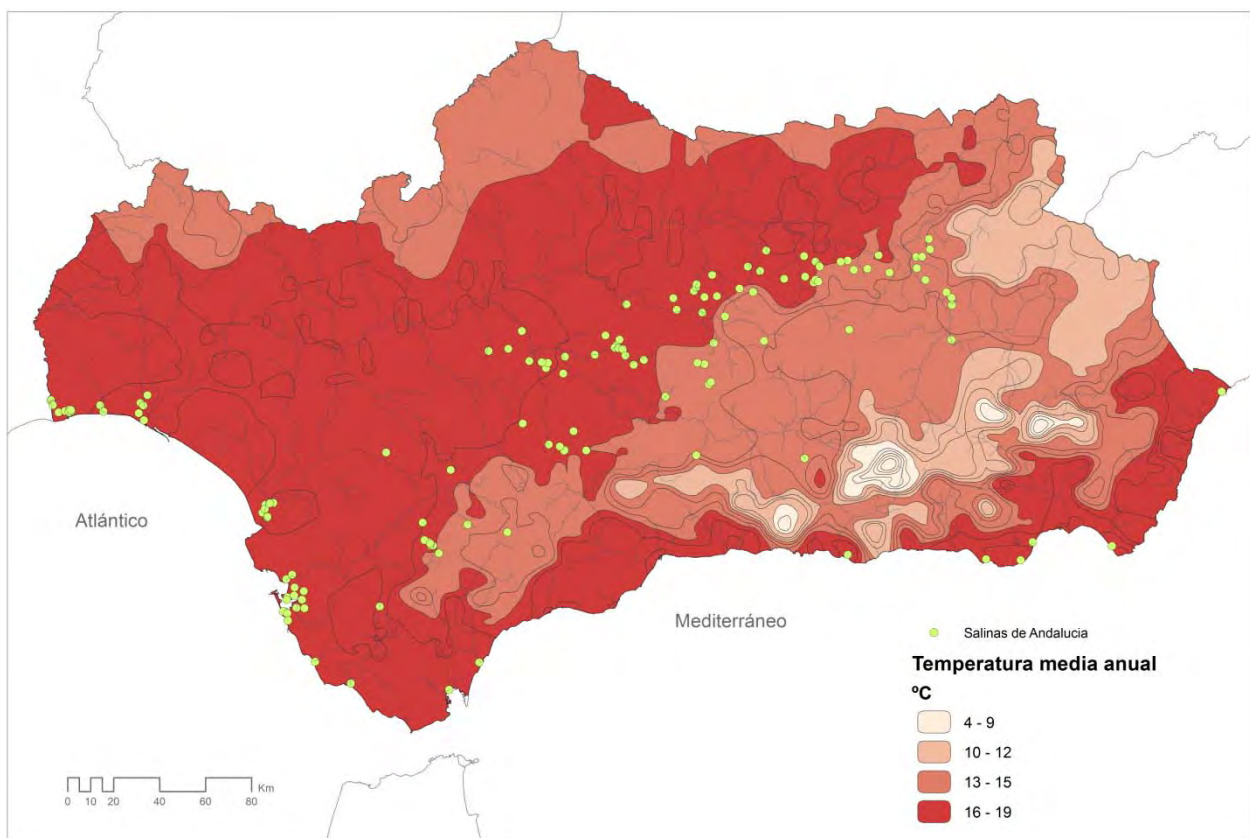 Atlántico
Mediterráneo
Salinas de Andalucia
Temperatura media anual
ºC
4 - 9
10 - 12
13 - 15
16 - 19
Km
0 10 20 40 60 80